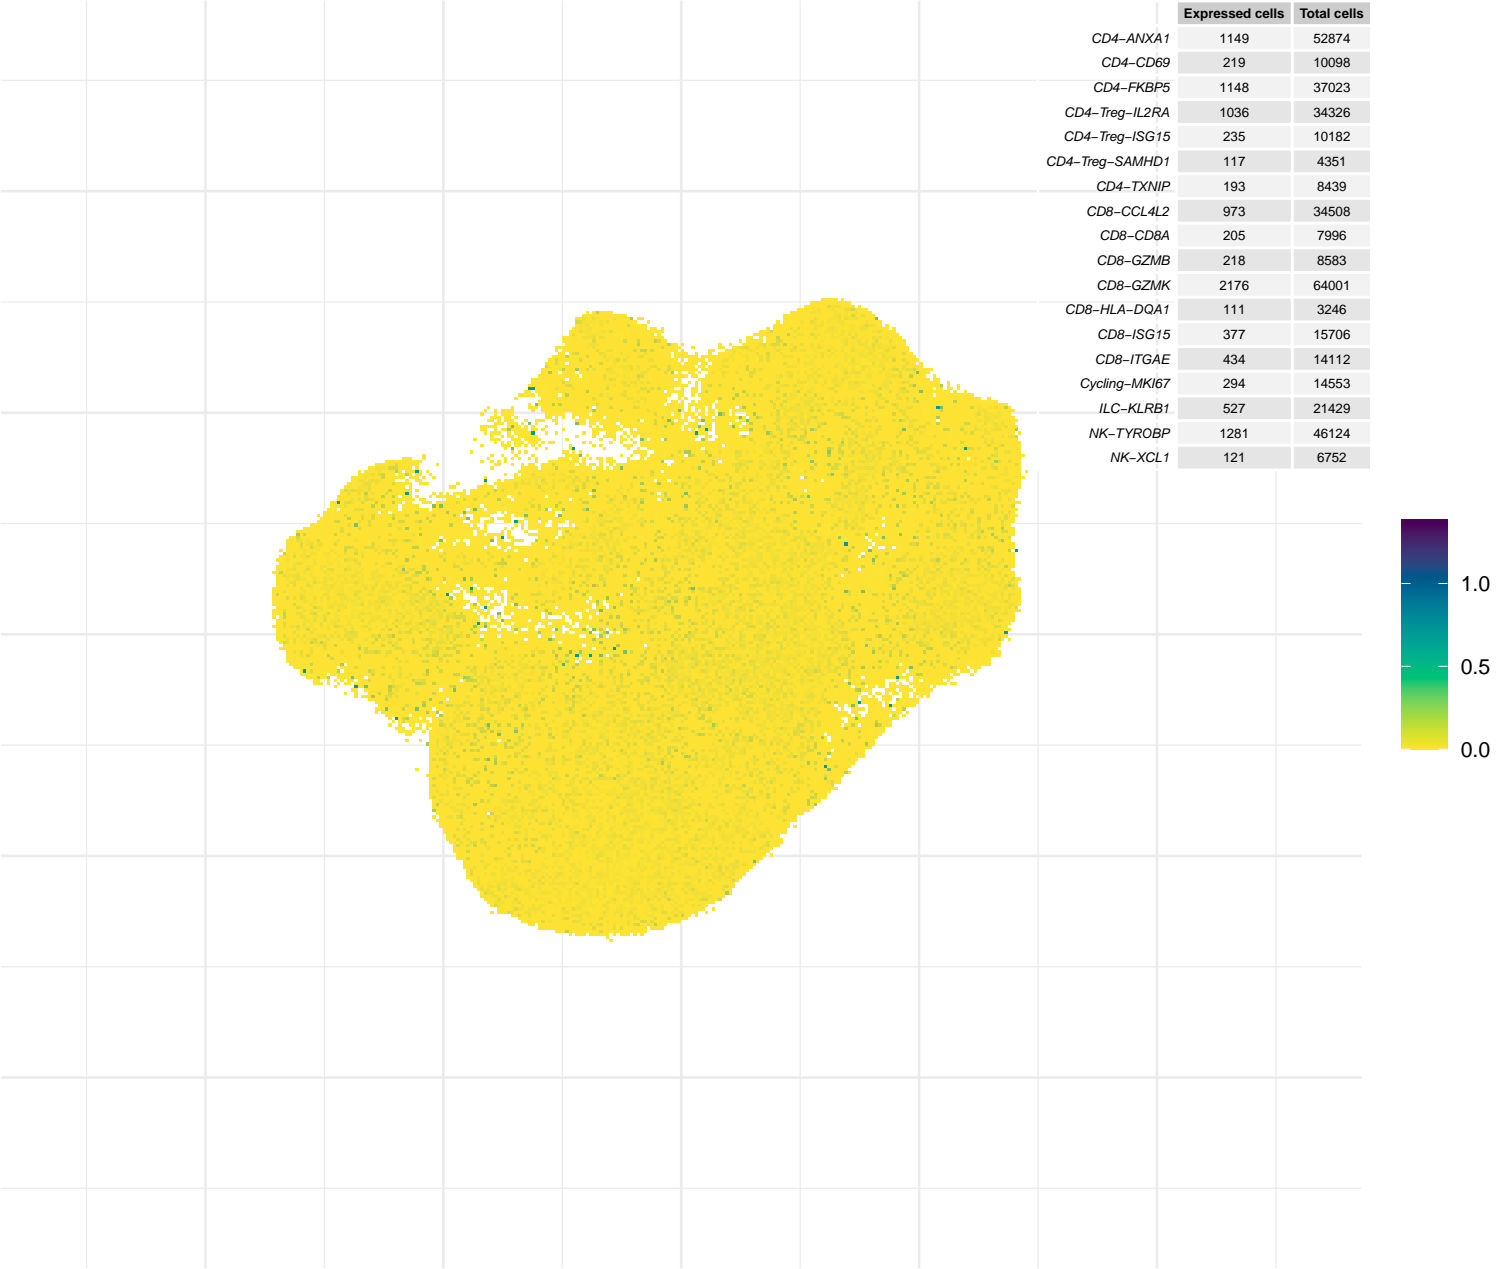 Expressed cells Total cells
CD4−ANXA1 1149 52874
CD4−CD69 219 10098
CD4−FKBP5 1148 37023
CD4−Treg−IL2RA 1036 34326
CD4−Treg−ISG15 235 10182
CD4−Treg−SAMHD1 117 4351
CD4−TXNIP 193 8439
CD8−CCL4L2 973 34508
CD8−CD8A 205 7996
CD8−GZMB 218 8583
CD8−GZMK 2176 64001
CD8−HLA−DQA1 111 3246
CD8−ISG15 377 15706
CD8−ITGAE 434 14112
Cycling−MKI67 294 14553
ILC−KLRB1 527 21429
NK−TYROBP 1281 46124
NK−XCL1 121 6752
1.0
0.5
0.0